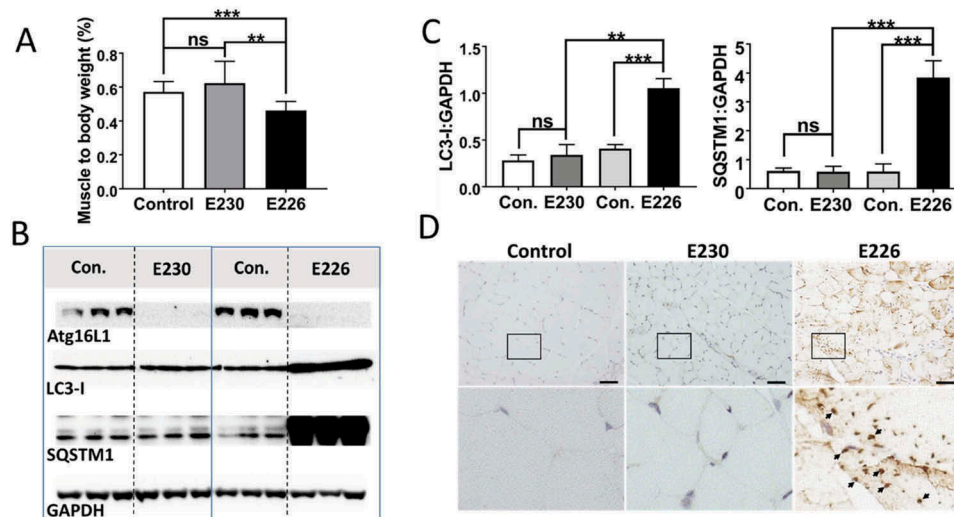 A
Muscle to body weight (%)
0.8
0.6
0.4
0.2
0.0
***
ns
**
Control E230 E226
B
Con. E230 Con. E226
Atg16L1
LC3-I
SQSTM1
GAPDH
C
LC3-I:GAPDH
1.5
1.0
0.5
0.0
**
***
ns
Con. E230 Con. E226
SQSTM1:GAPDH
5
4
3
2
1
0
***
***
ns
Con. E230 Con. E226
D
Control E230 E226